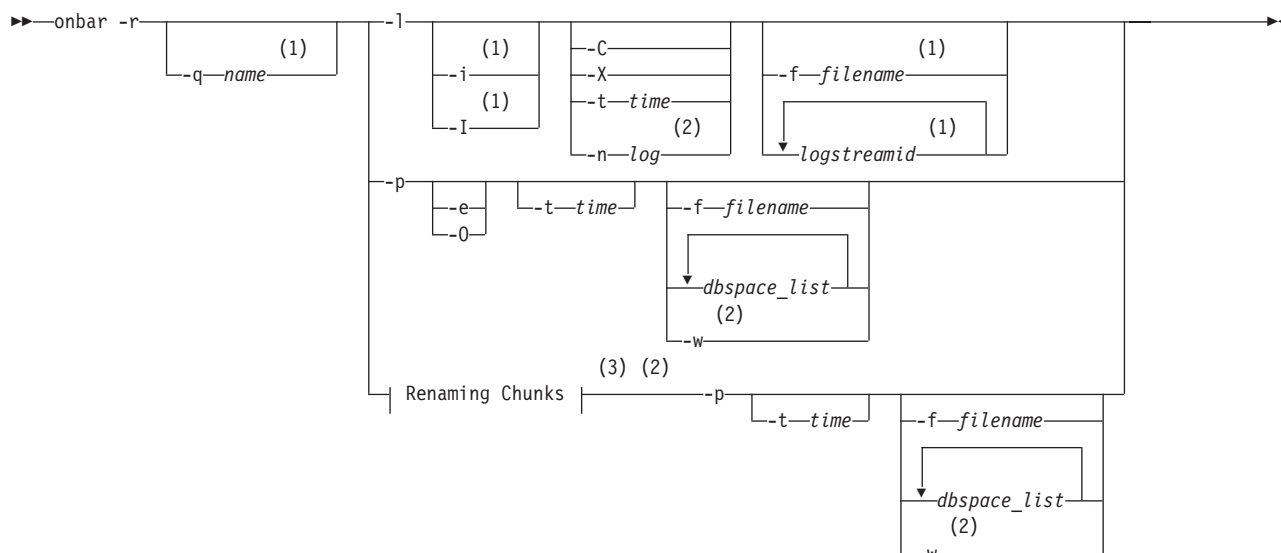 onbar -r -l
(1) (1) (1)
-q name -i -C -f filename
(1) -X
-I -t time (1)
(2) logstreamid
-n log
-p
-e -t time -f filename
-O
dbspace_list
(2)
-w
(3) (2)
Renaming Chunks -p
-t time -f filename
dbspace_list
(2)
-w